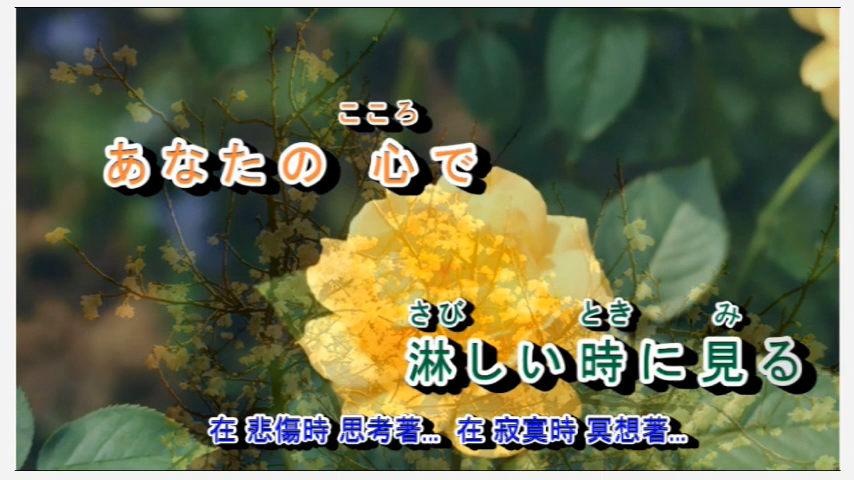 こころ
あなたの 心で
さび とき み
淋しい時に見る
在 悲傷時 思考著... 在 寂寞時 冥想著...